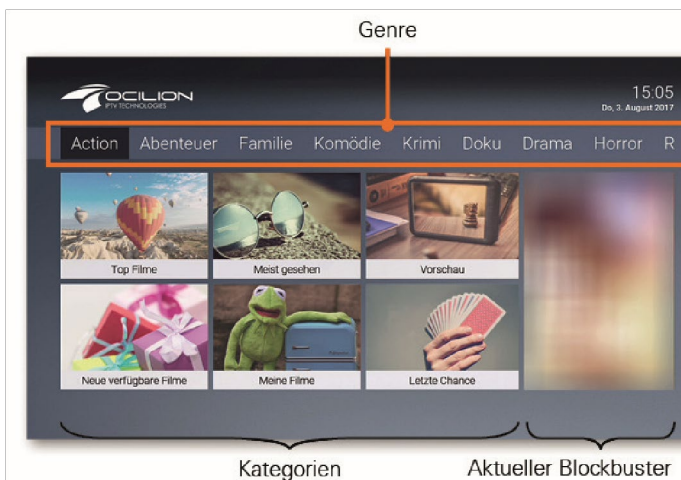 Genre
OCILION
IPTV TECHNOLOGIES
15:05
Do, 3. August 2017
Action Abenteuer Familie Komödie Krimi Doku Drama Horror R
Top Filme Meist gesehen Vorschau
Neue verfügbare Filme Meine Filme Letzte Chance
Kategorien Aktueller Blockbuster